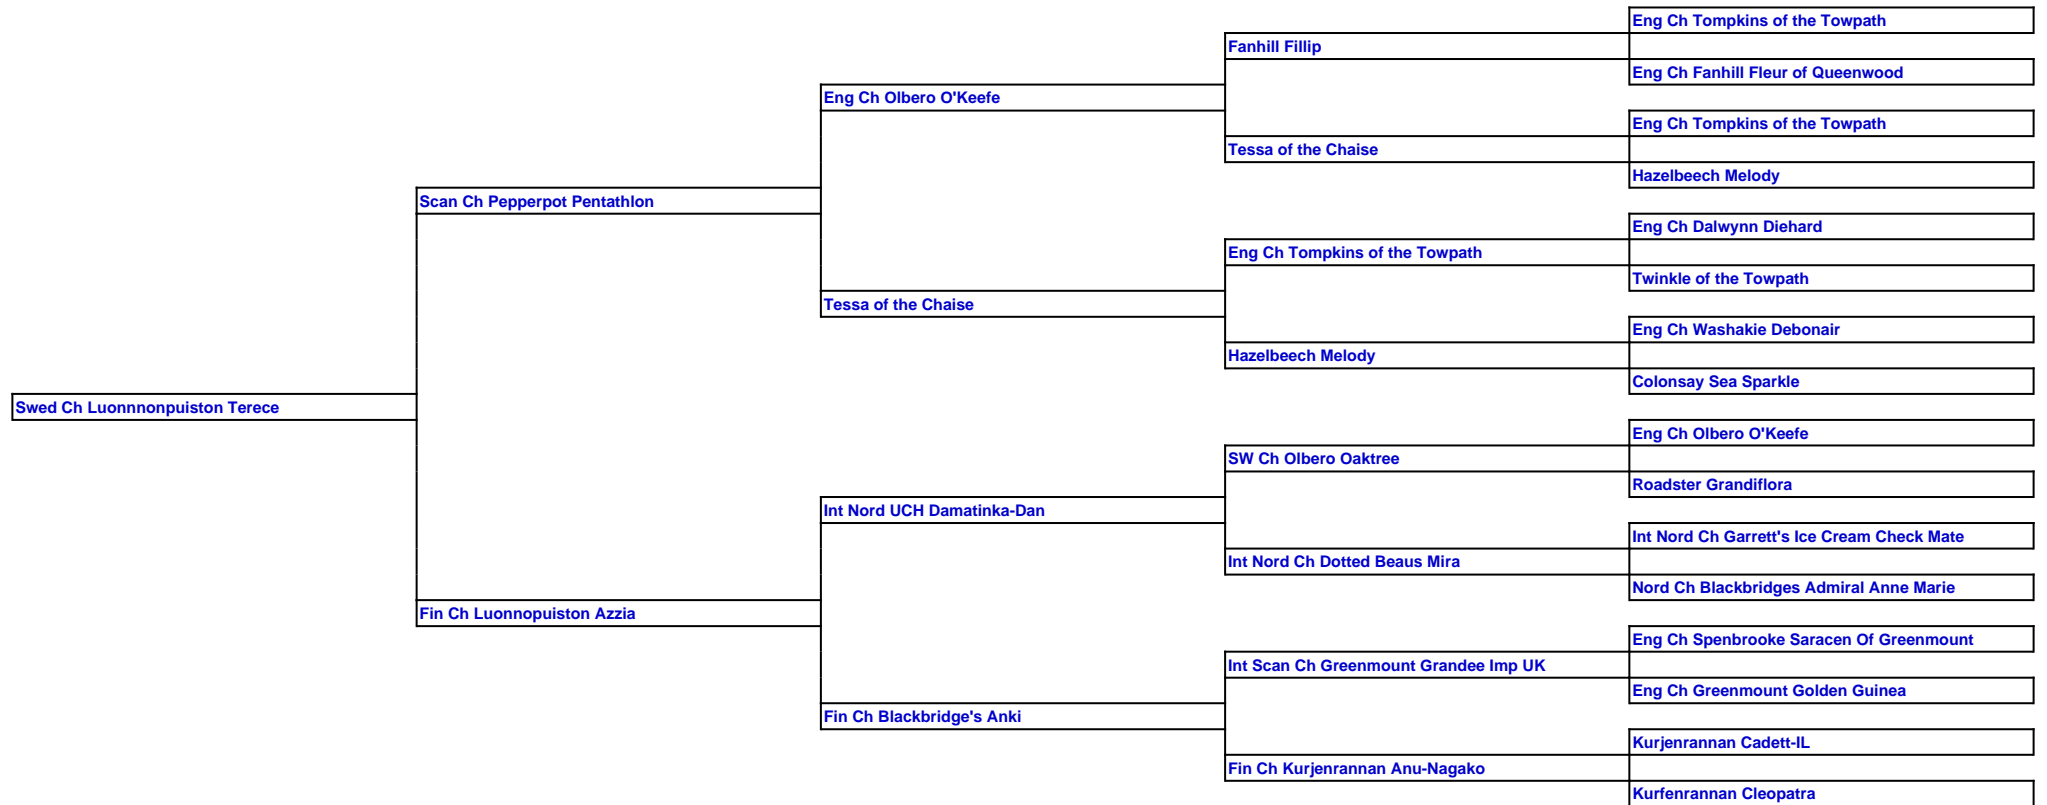 Eng Ch Tompkins of the Towpath
Fanhill Fillip
Eng Ch Fanhill Fleur of Queenwood
Eng Ch Olbero O'Keefe
Eng Ch Tompkins of the Towpath
Tessa of the Chaise
Hazelbeech Melody
Scan Ch Pepperpot Pentathlon
Eng Ch Dalwynn Diehard
Eng Ch Tompkins of the Towpath
Twinkle of the Towpath
Tessa of the Chaise
Eng Ch Washakie Debonair
Hazelbeech Melody
Colonsay Sea Sparkle
Swed Ch Luonnnonpuiston Terece
Eng Ch Olbero O'Keefe
SW Ch Olbero Oaktree
Roadster Grandiflora
Int Nord UCH Damatinka-Dan
Int Nord Ch Garrett's Ice Cream Check Mate
Int Nord Ch Dotted Beaus Mira
Nord Ch Blackbridges Admiral Anne Marie
Fin Ch Luonnopuiston Azzia
Eng Ch Spenbrooke Saracen Of Greenmount
Int Scan Ch Greenmount Grandee Imp UK
Eng Ch Greenmount Golden Guinea
Fin Ch Blackbridge's Anki
Kurjenrannan Cadett-IL
Fin Ch Kurjenrannan Anu-Nagako
Kurfenrannan Cleopatra